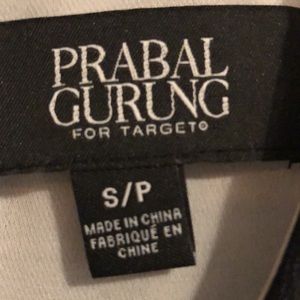 PRABAL
GURUNG
FOR TARGET®
S/P
MADE IN CHINA
FABRIQUÉ EN
CHINE